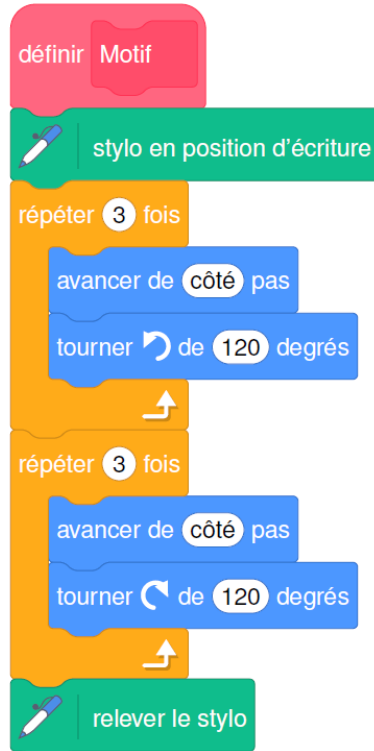 définir Motif
stylo en position d'écriture
répéter 3 fois
avancer de côté pas
tourner de 120 degrés
répéter 3 fois
avancer de côté pas
tourner de 120 degrés
relever le stylo